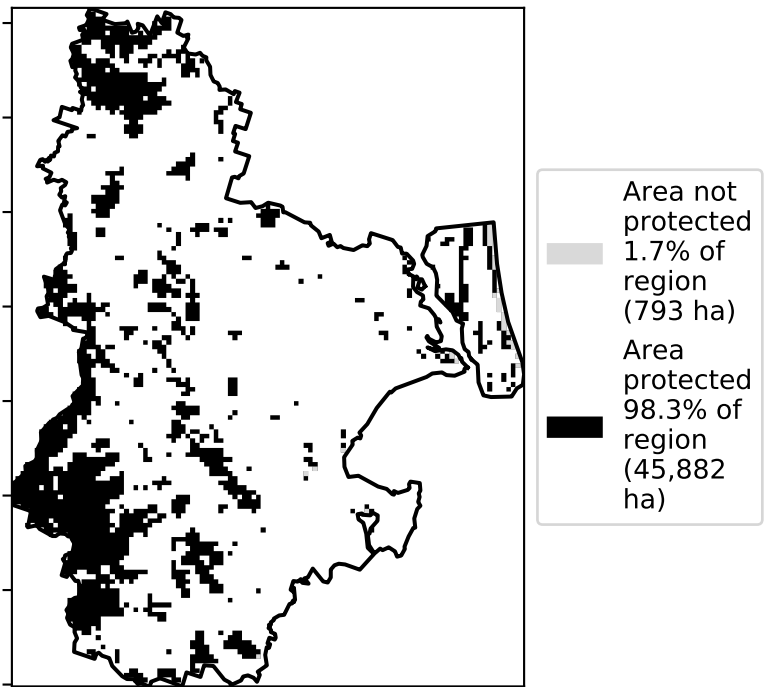 Area not
protected
1.7% of
region
(793 ha)
Area
protected
98.3% of
region
(45,882
ha)